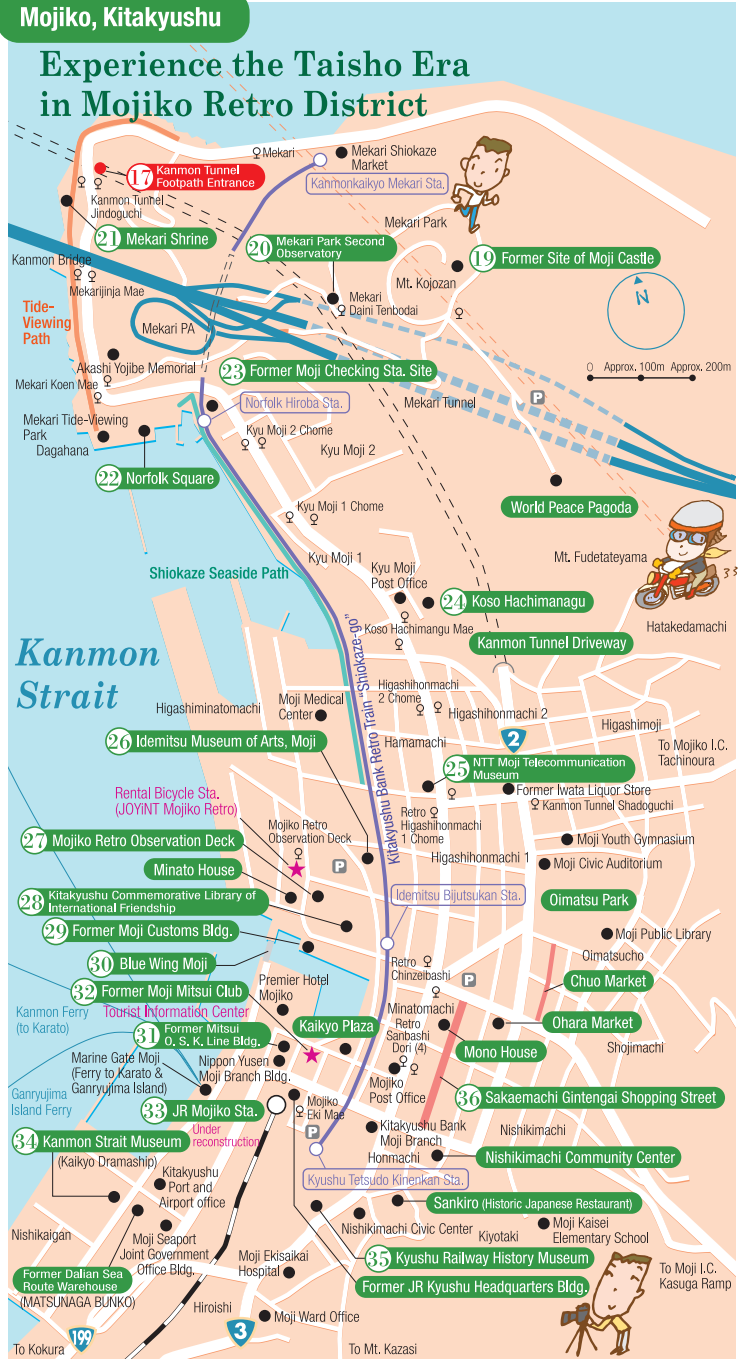 Mojiko, Kitakyushu
Experience the Taisho Era
in Mojiko Retro District
Mekari
Mekari Shiokaze
Market
17 Kanmon Tunnel
Footpath Entrance
Kanmonkaikyo Mekari Sta.
Kanmon Tunnel
Jindoguchi
21 Mekari Shrine
Mekari Park
20 Mekari Park Second
Observatory
19 Former Site of Moji Castle
Kanmon Bridge
Mekarijinja Mae
Mt. Kojozan
N
Tide-
Viewing
Path
Mekari PA
Mekari
Daini Tenbodai
Akashi Yojibe Memorial
23 Former Moji Checking Sta. Site
0 Approx. 100m Approx. 200m
Mekari Koen Mae
Norfolk Hiroba Sta.
Mekari Tunnel
P
Mekari Tide-Viewing
Park
Dagahana
Kyu Moji 2 Chome
Kyu Moji 2
22 Norfolk Square
World Peace Pagoda
Kyu Moji 1 Chome
Kyu Moji 1
Mt. Fudetateyama
Shiokaze Seaside Path
Kyu Moji
Post Office
24 Koso Hachimanagu
Koso Hachimangu Mae
Hatakedamachi
Kanmon Tunnel Driveway
Kanmon
Strait
Kitakyushu Bank Retro Train "Shiokaze-go"
Higashihonmachi
2 Chome
Moji Medical
Center
Higashiminatomachi
Higashihonmachi 2
Higashimoji
2
26 Idemitsu Museum of Arts, Moji
Hamamachi
To Mojiko I.C.
Tachinoura
25 NTT Moji Telecommunication
Museum
Rental Bicycle Sta.
(JOYiNT Mojiko Retro)
Former Iwata Liquor Store
Kanmon Tunnel Shadoguchi
Retro
Higashihonmachi
1 Chome
Mojiko Retro
Observation Deck
27 Mojiko Retro Observation Deck
P
Moji Youth Gymnasium
Higashihonmachi 1
Moji Civic Auditorium
Minato House
28 Kitakyushu Commemorative Library of
International Friendship
Idemitsu Bijutsukan Sta.
Oimatsu Park
29 Former Moji Customs Bldg.
Moji Public Library
Oimatsucho
30 Blue Wing Moji
Retro
Chinzeibashi
P
Chuo Market
32 Former Moji Mitsui Club
Premier Hotel
Mojiko
Kanmon Ferry
(to Karato)
Tourist Information Center
Minatomachi
Retro
Sanbashi
Dori (4)
Ohara Market
31 Former Mitsui
O, S, K, Line Bldg.
Kaikyo Plaza
Mono House
Shojimachi
Marine Gate Moji
(Ferry to Karato &
Ganryujima Island)
Nippon Yusen
Moji Branch Bldg.
Mojiko
Post Office
Ganryujima
Island Ferry
36 Sakaemachi Gintengai Shopping Street
33 JR Mojiko Sta.
Mojiko
Eki Mae
Under
reconstruction
P
Kitakyushu Bank
Moji Branch
Nishikimachi
34 Kanmon Strait Museum
(Kaikyo Dramaship)
Honmachi
Nishikimachi Community Center
Kitakyushu
Port and
Airport office
Kyushu Tetsudo Kinenkan Sta.
Sankiro (Historic Japanese Restaurant)
Nishikaigan
Moji Seaport
Joint Government
Office Bldg.
Nishikimachi Civic Center
Kiyotaki
Moji Kaisei
Elementary School
35 Kyushu Railway History Museum
Moji Ekisaikai
Hospital
Former Dalian Sea
Route Warehouse
(MATSUNAGA BUNKO)
Former JR Kyushu Headquarters Bldg.
To Moji I.C.
Kasuga Ramp
Hiroishi
Moji Ward Office
199
3
To Kokura
To Mt. Kazasi